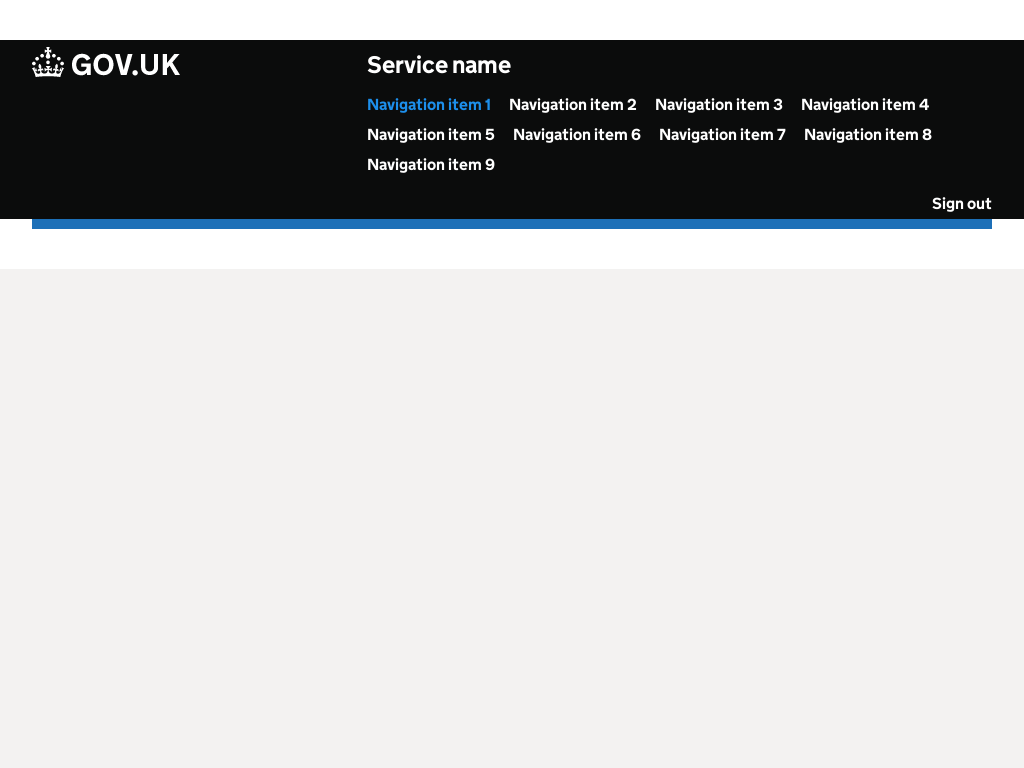 GOV.UK
Service name
Navigation item 1 Navigation item 2 Navigation item 3 Navigation item 4
Navigation item 5 Navigation item 6 Navigation item 7 Navigation item 8
Navigation item 9
Sign out